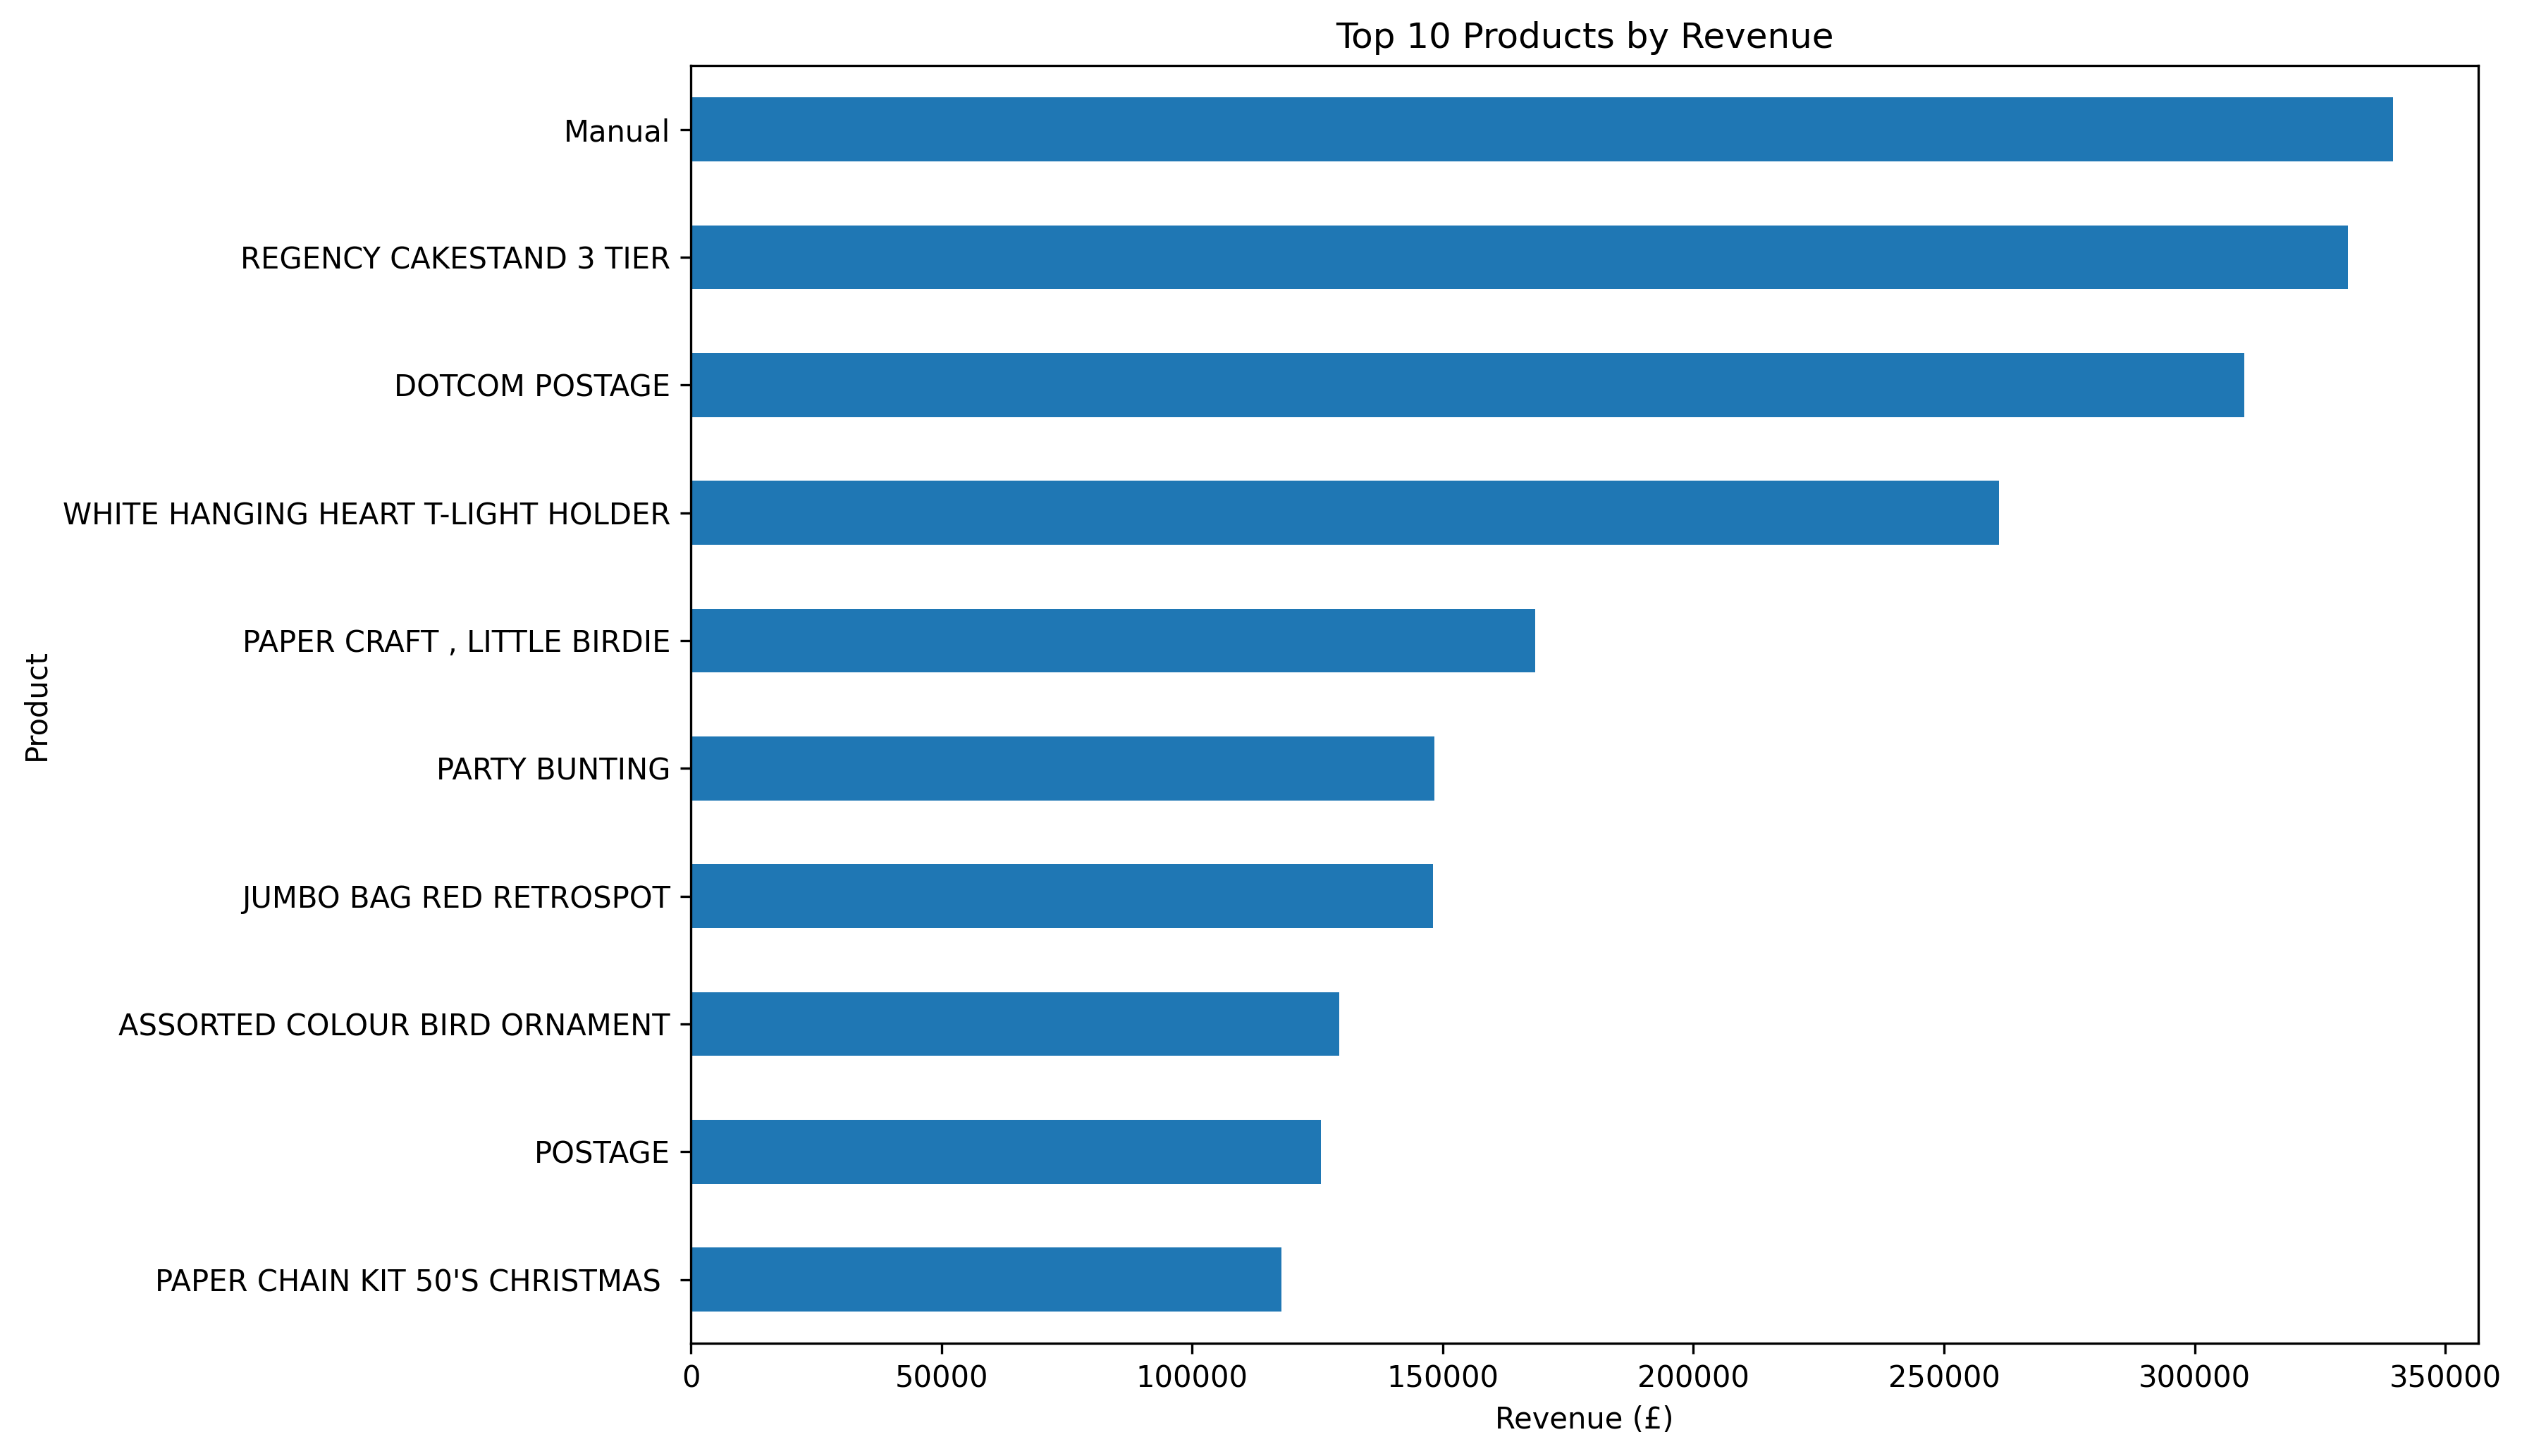 Top 10 Products by Revenue
Manual
REGENCY CAKESTAND 3 TIER
DOTCOM POSTAGE
WHITE HANGING HEART T-LIGHT HOLDER
PAPER CRAFT , LITTLE BIRDIE
PARTY BUNTING
JUMBO BAG RED RETROSPOT
ASSORTED COLOUR BIRD ORNAMENT
POSTAGE
PAPER CHAIN KIT 50'S CHRISTMAS
Product
0 50000 100000 150000 200000 250000 300000 350000
Revenue (£)